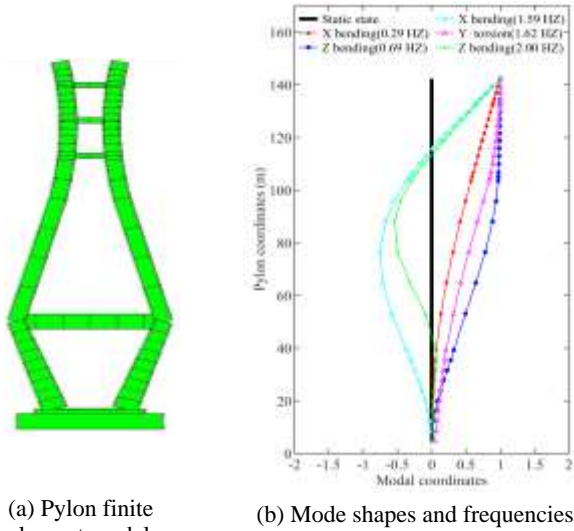 Static state
X bending(1.59 HZ)
X bending(0.29 HZ)
Y torsion(1.62 HZ)
Z bending(0.69 HZ)
Z bending(2.00 HZ)
160
140
120
100
80
60
40
20
0
Pylon coordinates (m)
-2 -1.5 -1 -0.5 0 0.5 1 1.5 2
Modal coordinates
(a) Pylon finite
(b) Mode shapes and frequencies